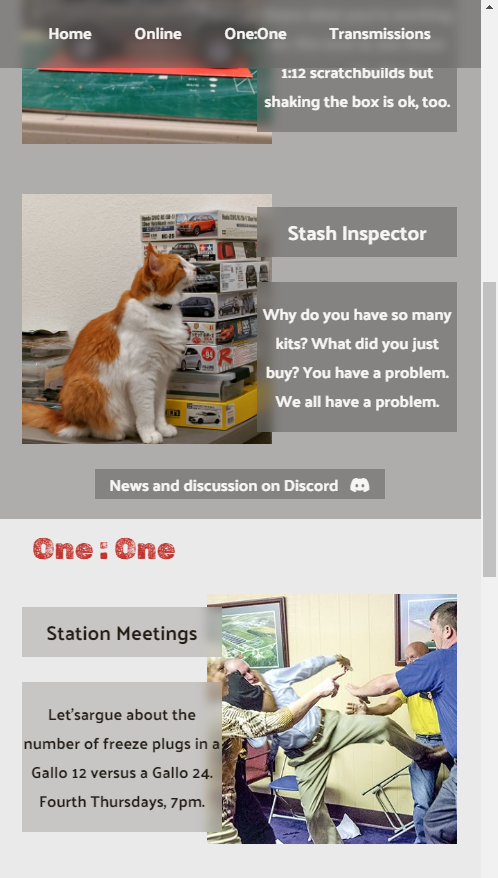 Home Online One:One Transmissions
1:12 scratchbuilds but
shaking the box is ok, too.
Stash Inspector
Why do you have so many
kits? What did you just
buy? You have a problem.
We all have a problem.
News and discussion on Discord
One : One
Station Meetings
Let'sargue about the
number of freeze plugs in a
Gallo 12 versus a Gallo 24.
Fourth Thursdays, 7pm.